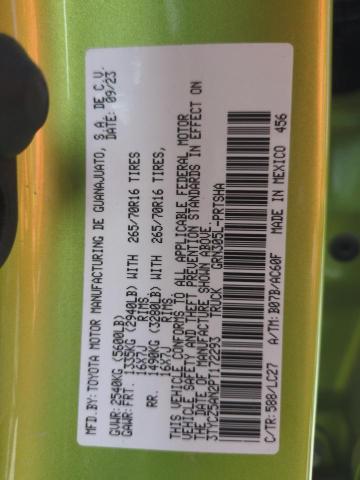 MFD.BY:TOYOTA MOTOR MANUFACTURING DE GUANAJUATO, S.A. DE C.V.
DATE: 09/23
GVWR: 2540KG (5600LB)
GAWR: FRT. 1335KG (2940LB) WITH 265/70R16 TIRES
16X7J RIMS,
RR. 1490KG (3280LB) WITH 265/70R16 TIRES
16X7J RIMS,
THIS VEHICLE CONFORMS TO ALL APPLICABLE FEDERAL MOTOR
VEHICLE SAFETY AND THEFT PREVENTION STANDARDS IN EFFECT ON
THE DATE OF MANUFACTURE SHOWN ABOVE.
3TYCZ5AN2PT172293 TRUCK GRN305L-PRTSHA
C/TR: 588/LC27 A/TM: B07B/AC60F MADE IN MEXICO 456